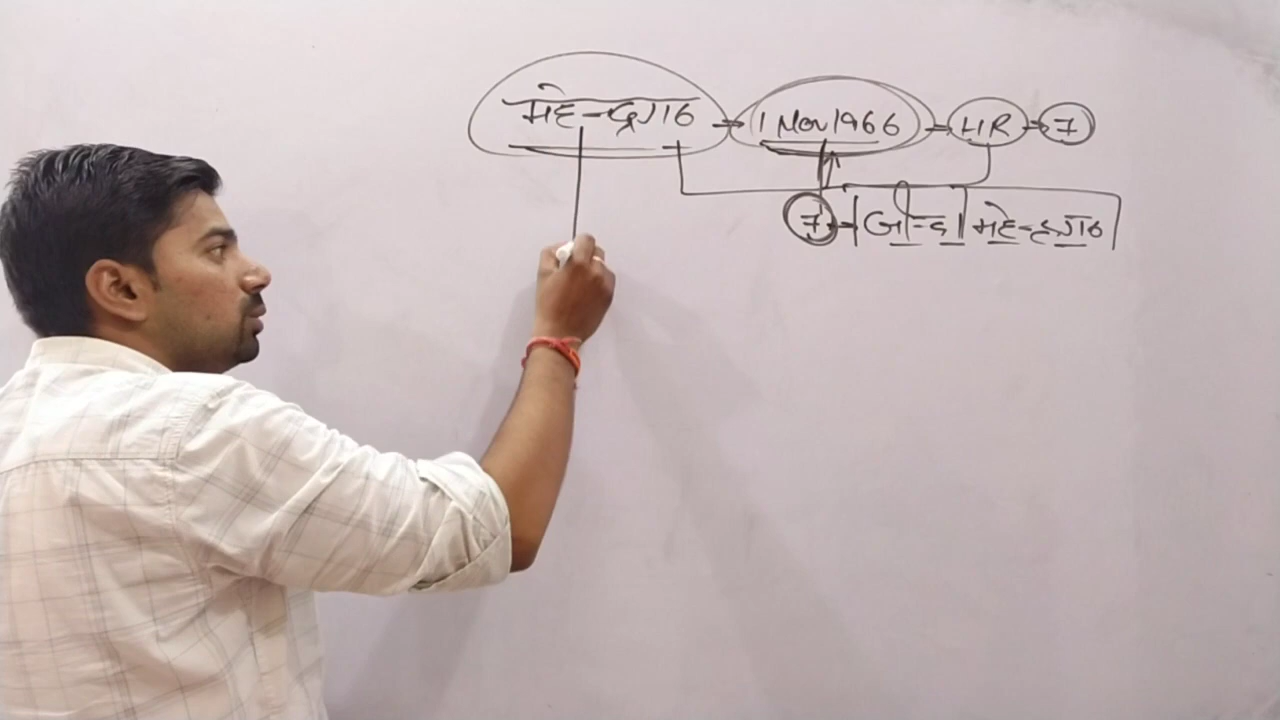 महेन्द्रगढ → 1 Nov 1966 → HR → 7
7 → जीन्द | महेन्द्रगढ